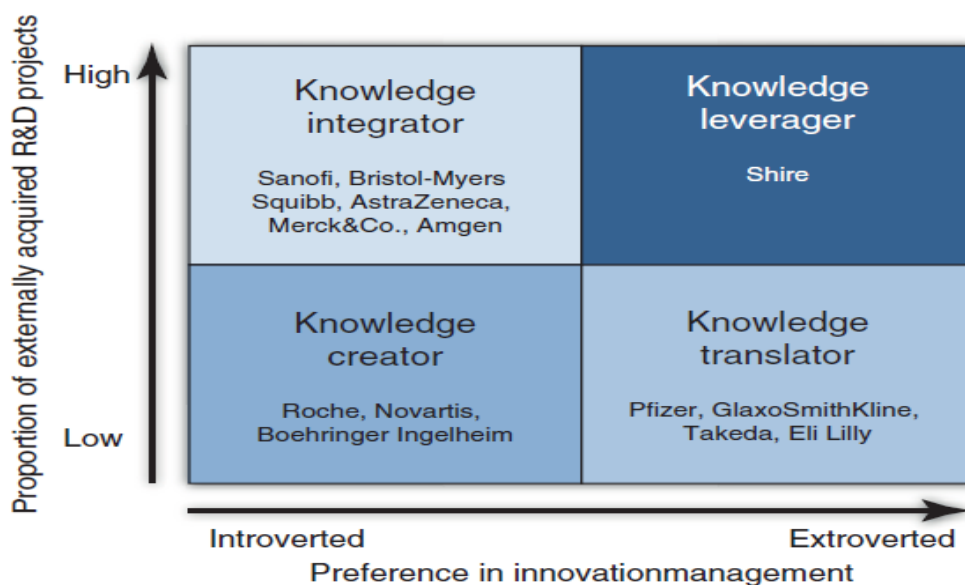 Proportion of externally acquired R&D projects
High
Knowledge
integrator
Sanofi, Bristol-Myers
Squibb, AstraZeneca,
Merck&Co., Amgen
Knowledge
leverager
Shire
Low
Knowledge
creator
Roche, Novartis,
Boehringer Ingelheim
Knowledge
translator
Pfizer, GlaxoSmithKline,
Takeda, Eli Lilly
Introverted
Extroverted
Preference in innovationmanagement